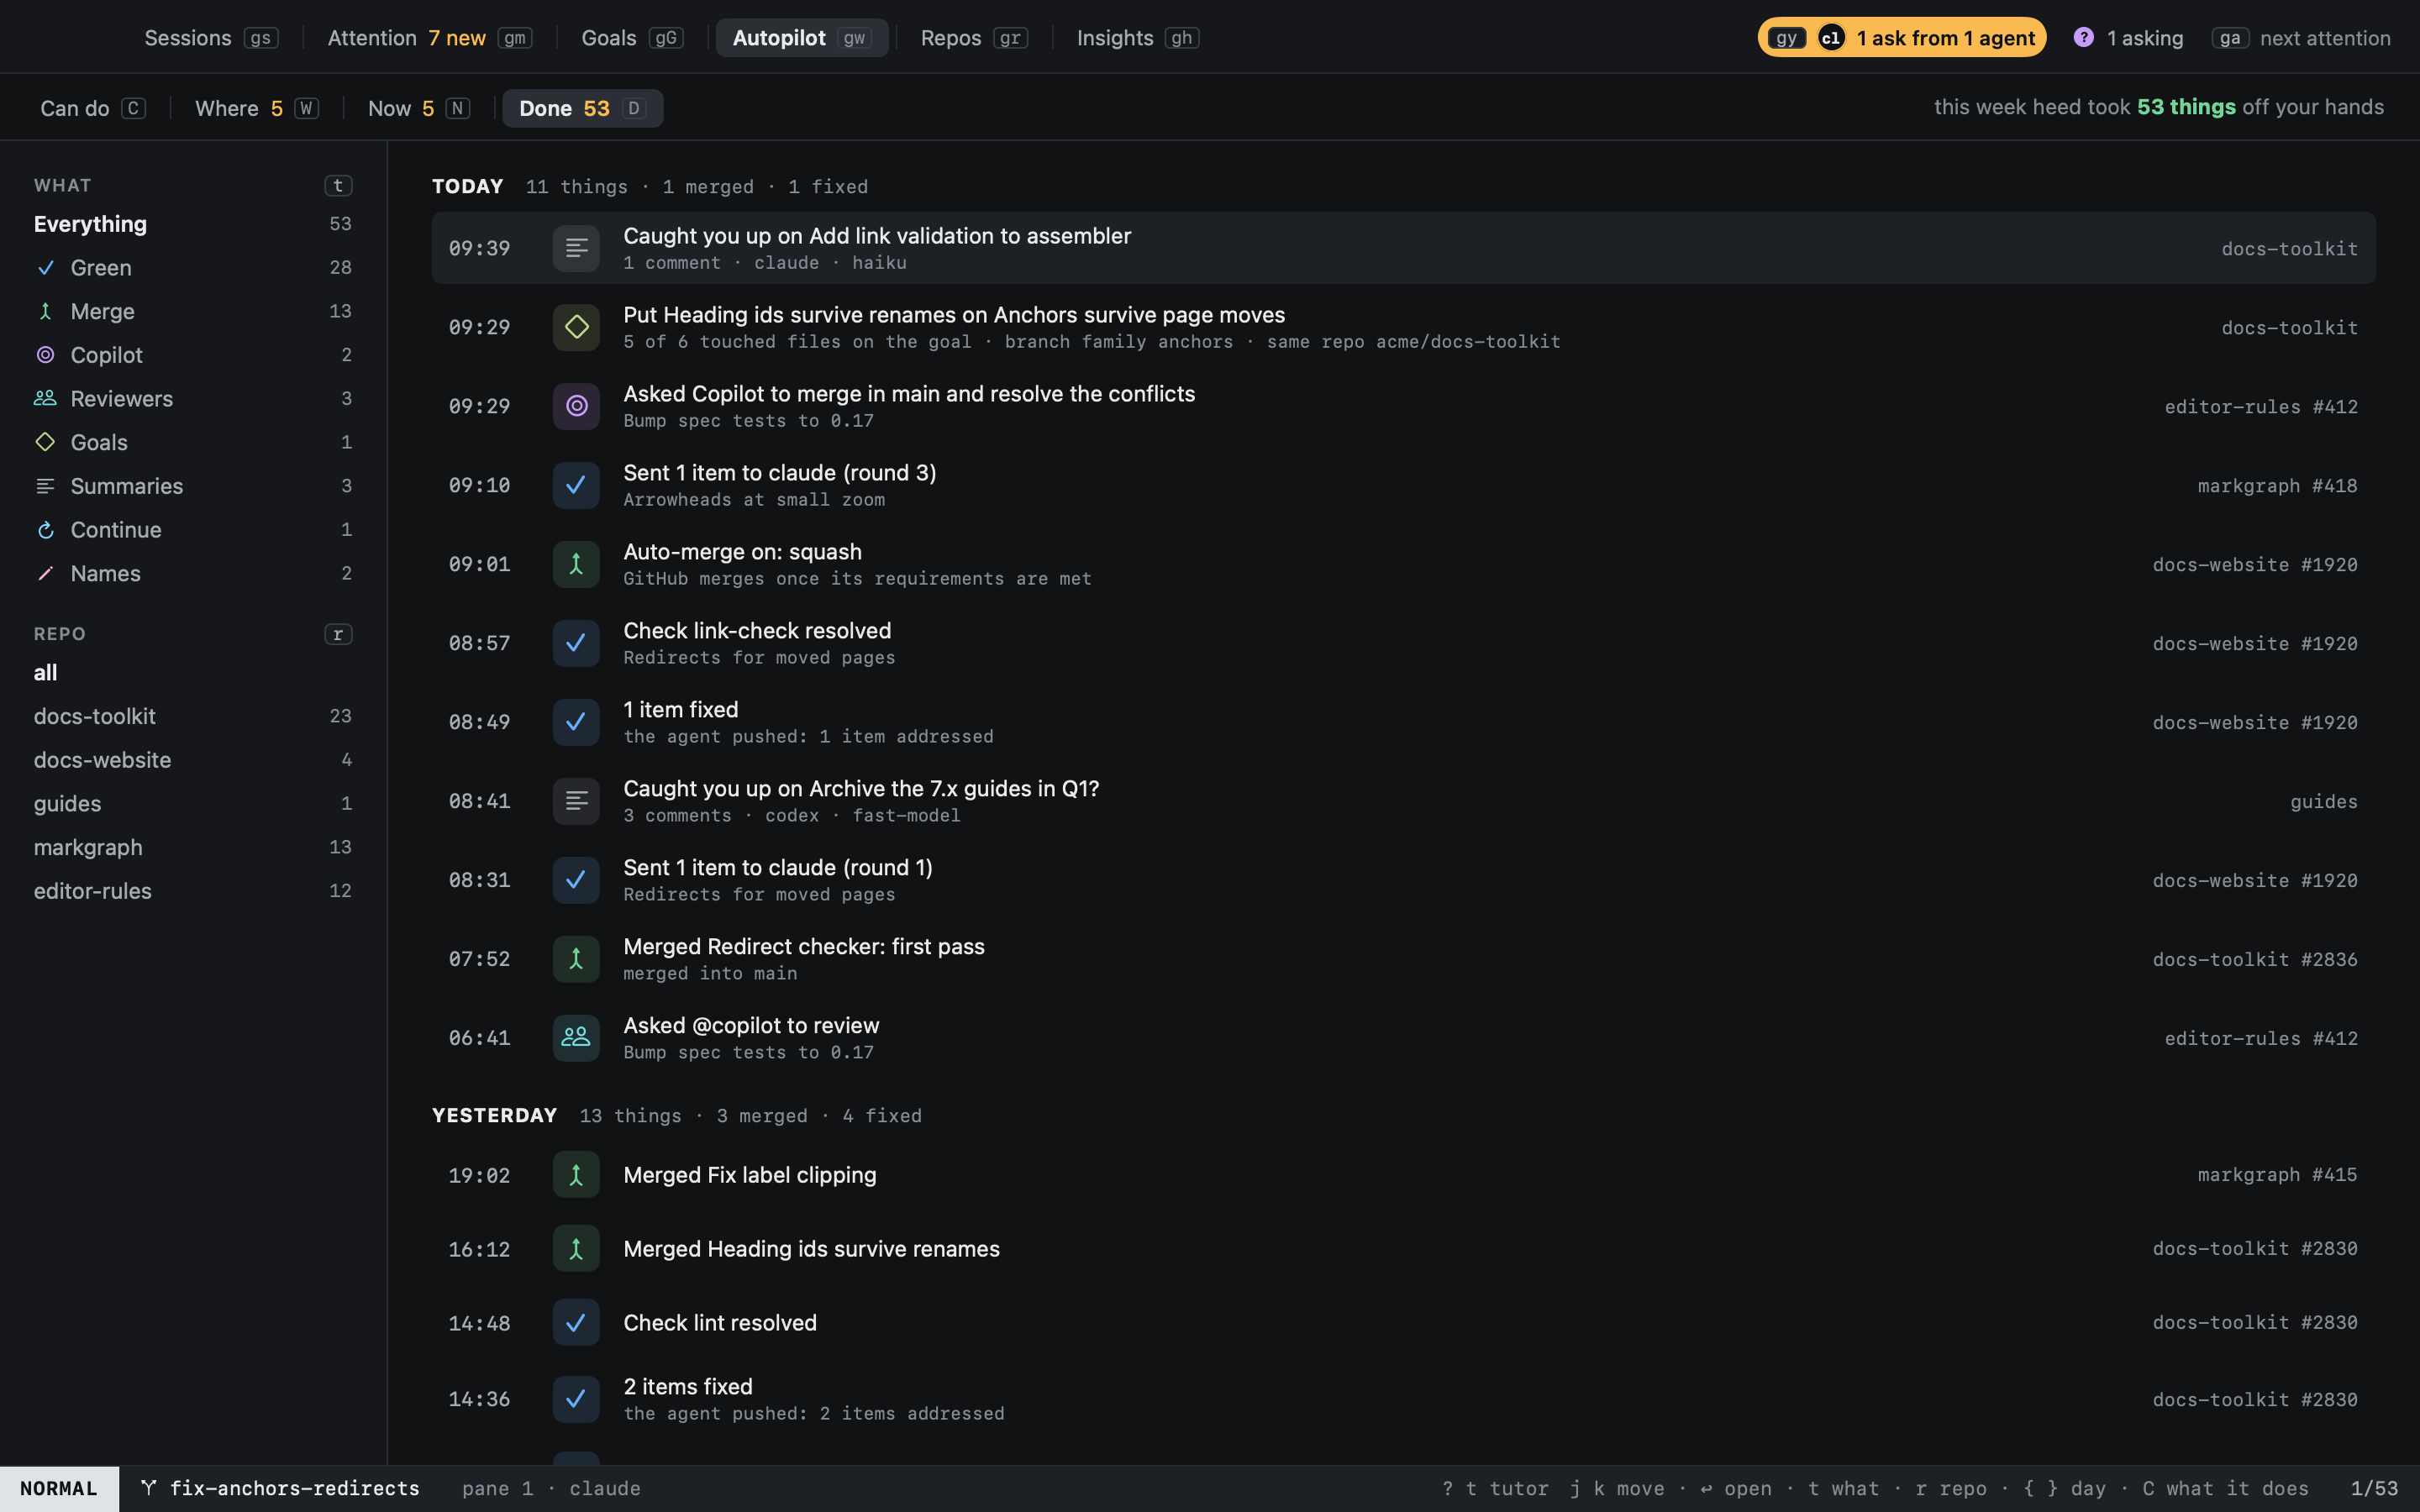 Sessions gs Attention 7 new gm Goals gG Autopilot gw Repos gr Insights gh gy cl 1 ask from 1 agent ? 1 asking ga next attention
Can do C Where 5 W Now 5 N Done 53 D this week heed took 53 things off your hands
WHAT t
Everything 53
Green 28
Merge 13
Copilot 2
Reviewers 3
Goals 1
Summaries 3
Continue 1
Names 2
REPO r
all
docs-toolkit 23
docs-website 4
guides 1
markgraph 13
editor-rules 12
TODAY 11 things · 1 merged · 1 fixed
09:39 Caught you up on Add link validation to assembler docs-toolkit
1 comment · claude · haiku
09:29 Put Heading ids survive renames on Anchors survive page moves docs-toolkit
5 of 6 touched files on the goal · branch family anchors · same repo acme/docs-toolkit
09:29 Asked Copilot to merge in main and resolve the conflicts editor-rules #412
Bump spec tests to 0.17
09:10 Sent 1 item to claude (round 3) markgraph #418
Arrowheads at small zoom
09:01 Auto-merge on: squash docs-website #1920
GitHub merges once its requirements are met
08:57 Check link-check resolved docs-website #1920
Redirects for moved pages
08:49 1 item fixed docs-website #1920
the agent pushed: 1 item addressed
08:41 Caught you up on Archive the 7.x guides in Q1? guides
3 comments · codex · fast-model
08:31 Sent 1 item to claude (round 1) docs-website #1920
Redirects for moved pages
07:52 Merged Redirect checker: first pass docs-toolkit #2836
merged into main
06:41 Asked @copilot to review editor-rules #412
Bump spec tests to 0.17
YESTERDAY 13 things · 3 merged · 4 fixed
19:02 Merged Fix label clipping markgraph #415
16:12 Merged Heading ids survive renames docs-toolkit #2830
14:48 Check lint resolved docs-toolkit #2830
14:36 2 items fixed docs-toolkit #2830
the agent pushed: 2 items addressed
NORMAL fix-anchors-redirects pane 1 · claude ? t tutor j k move · ↩ open · t what · r repo · { } day · C what it does 1/53